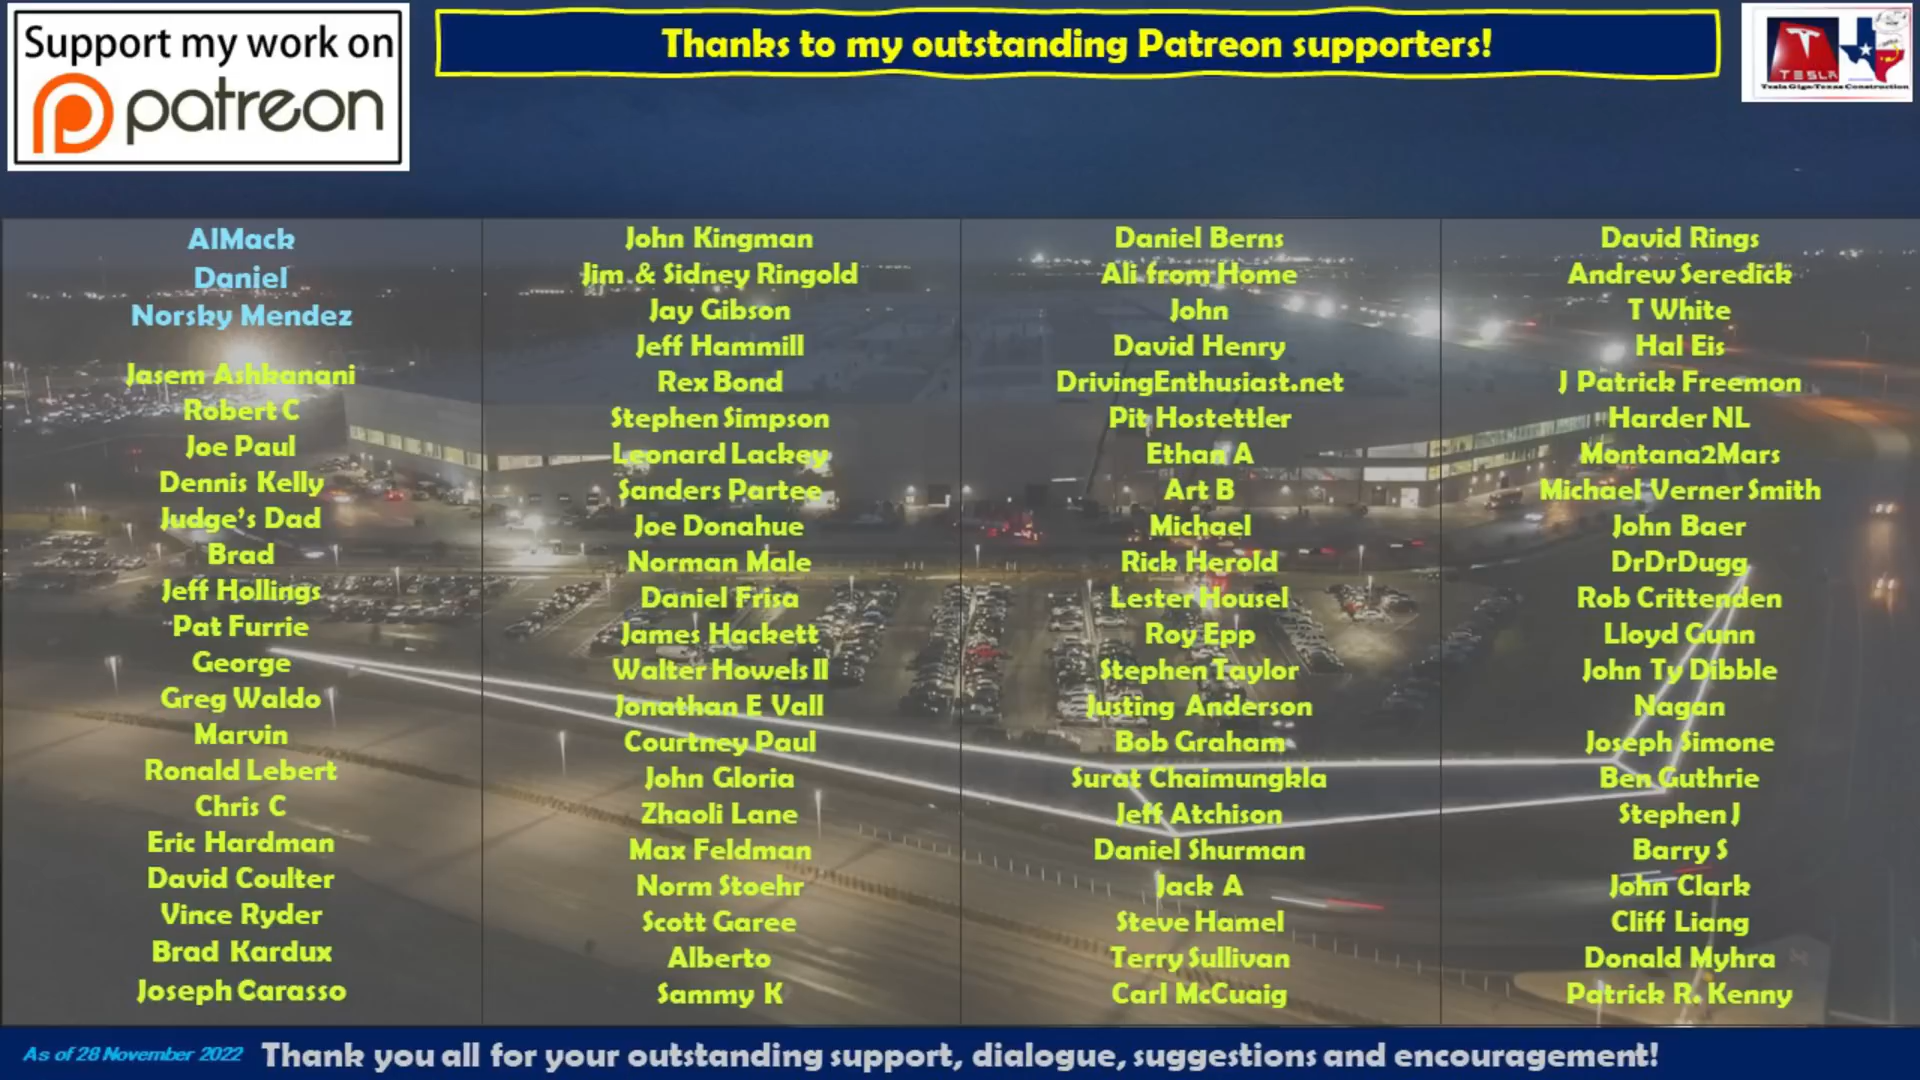 Support my work on
patreon
Thanks to my outstanding Patreon supporters!
TESLA
Tesla Giga Texas Construction
AlMack
Daniel
Norsky Mendez
Jasem Ashkanani
Robert C
Joe Paul
Dennis Kelly
Judge's Dad
Brad
Jeff Hollings
Pat Furrie
George
Greg Waldo
Marvin
Ronald Lebert
Chris C
Eric Hardman
David Coulter
Vince Ryder
Brad Kardux
Joseph Carasso
John Kingman
Jim & Sidney Ringold
Jay Gibson
Jeff Hammill
Rex Bond
Stephen Simpson
Leonard Lackey
Sanders Partee
Joe Donahue
Norman Male
Daniel Frisa
James Hackett
Walter Howels II
Jonathan E Vall
Courtney Paul
John Gloria
Zhaoli Lane
Max Feldman
Norm Stoehr
Scott Garee
Alberto
Sammy K
Daniel Berns
Ali from Home
John
David Henry
DrivingEnthusiast.net
Pit Hostettler
Ethan A
Art B
Michael
Rick Herold
Lester Housel
Roy Epp
Stephen Taylor
Justing Anderson
Bob Graham
Surat Chaimungkla
Jeff Atchison
Daniel Shurman
Jack A
Steve Hamel
Terry Sullivan
Carl McCuaig
David Rings
Andrew Seredick
T White
Hal Eis
J Patrick Freemon
Harder NL
Montana2Mars
Michael Verner Smith
John Baer
DrDrDugg
Rob Crittenden
Lloyd Gunn
John Ty Dibble
Nagan
Joseph Simone
Ben Guthrie
Stephen J
Barry S
John Clark
Cliff Liang
Donald Myhra
Patrick R. Kenny
As of 28 November 2022
Thank you all for your outstanding support, dialogue, suggestions and encouragement!